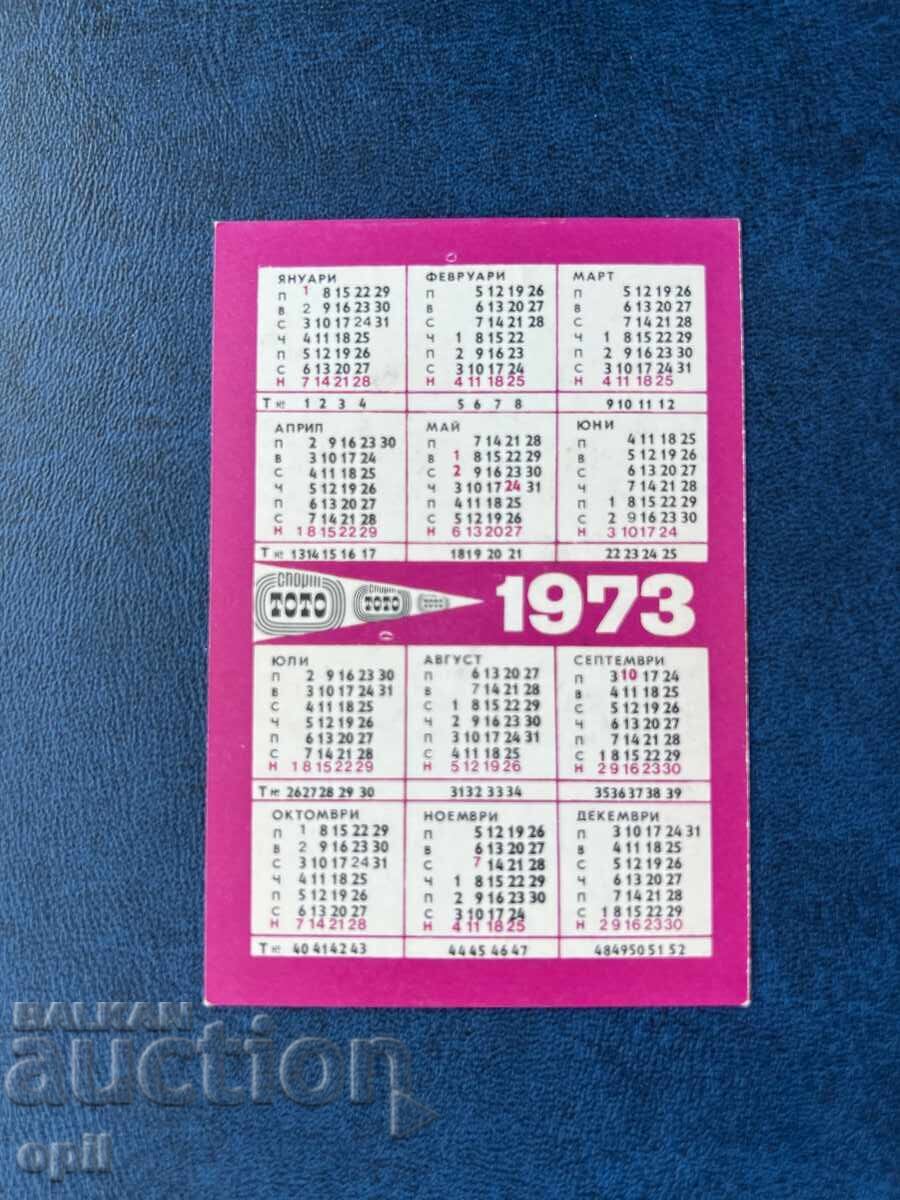 ЯНУАРИ
П 1 8 15 22 29
В 2 9 16 23 30
С 3 10 17 24 31
Ч 4 11 18 25
П 5 12 19 26
С 6 13 20 27
Н 7 14 21 28
ФЕВРУАРИ
П 5 12 19 26
В 6 13 20 27
С 7 14 21 28
Ч 1 8 15 22
П 2 9 16 23
С 3 10 17 24
Н 4 11 18 25
МАРТ
П 5 12 19 26
В 6 13 20 27
С 7 14 21 28
Ч 1 8 15 22 29
П 2 9 16 23 30
С 3 10 17 24 31
Н 4 11 18 25
Т № 1 2 3 4 5 6 7 8 9 10 11 12
АПРИЛ
П 2 9 16 23 30
В 3 10 17 24
С 4 11 18 25
Ч 5 12 19 26
П 6 13 20 27
С 7 14 21 28
Н 1 8 15 22 29
МАЙ
П 7 14 21 28
В 1 8 15 22 29
С 2 9 16 23 30
Ч 3 10 17 24 31
П 4 11 18 25
С 5 12 19 26
Н 6 13 20 27
ЮНИ
П 4 11 18 25
В 5 12 19 26
С 6 13 20 27
Ч 7 14 21 28
П 1 8 15 22 29
С 2 9 16 23 30
Н 3 10 17 24
Т № 13 14 15 16 17 18 19 20 21 22 23 24 25
СПОРТ ТОТО ТОТО ТОТО
1973
ЮЛИ
П 2 9 16 23 30
В 3 10 17 24 31
С 4 11 18 25
Ч 5 12 19 26
П 6 13 20 27
С 7 14 21 28
Н 1 8 15 22 29
АВГУСТ
П 6 13 20 27
В 7 14 21 28
С 1 8 15 22 29
Ч 2 9 16 23 30
П 3 10 17 24 31
С 4 11 18 25
Н 5 12 19 26
СЕПТЕМВРИ
П 3 10 17 24
В 4 11 18 25
С 5 12 19 26
Ч 6 13 20 27
П 7 14 21 28
С 1 8 15 22 29
Н 2 9 16 23 30
Т № 26 27 28 29 30 31 32 33 34 35 36 37 38 39
ОКТОМВРИ
П 1 8 15 22 29
В 2 9 16 23 30
С 3 10 17 24 31
Ч 4 11 18 25
П 5 12 19 26
С 6 13 20 27
Н 7 14 21 28
НОЕМВРИ
П 5 12 19 26
В 6 13 20 27
С 7 14 21 28
Ч 1 8 15 22 29
П 2 9 16 23 30
С 3 10 17 24
Н 4 11 18 25
ДЕКЕМВРИ
П 3 10 17 24 31
В 4 11 18 25
С 5 12 19 26
Ч 6 13 20 27
П 7 14 21 28
С 1 8 15 22 29
Н 2 9 16 23 30
Т № 40 41 42 43 44 45 46 47 48 49 50 51 52
BALKAN
auction
opil